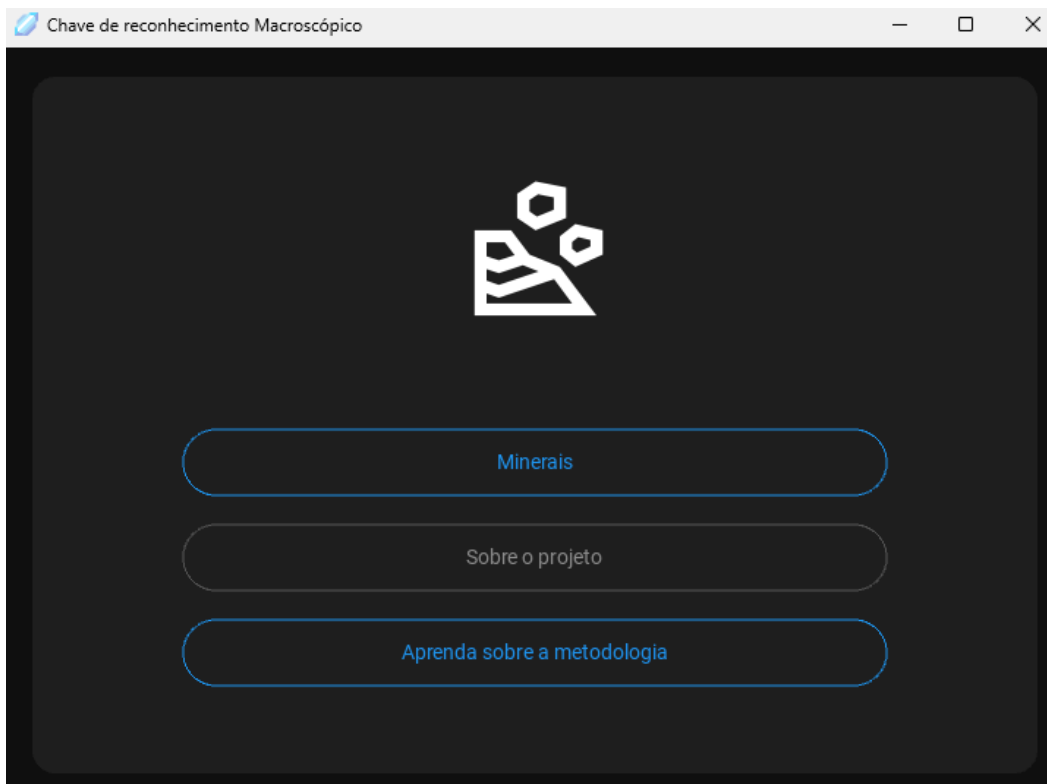 Chave de reconhecimento Macroscópico
Minerais
Sobre o projeto
Aprenda sobre a metodologia